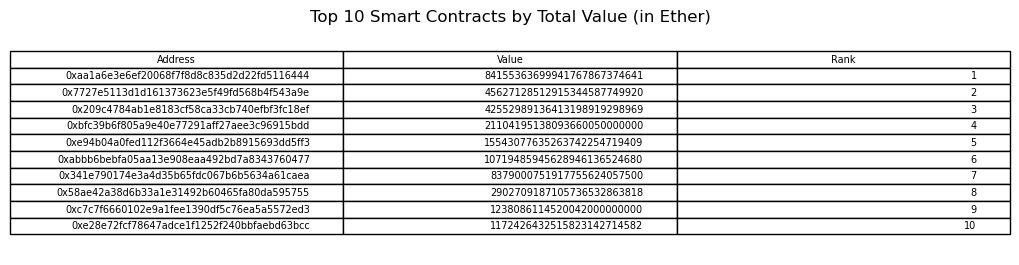 Top 10 Smart Contracts by Total Value (in Ether)
Address Value Rank
0xaa1a6e3e6ef20068f7f8d8c835d2d22fd5116444 84155363699941767867374641 1
0x7727e5113d1d161373623e5f49fd568b4f543a9e 45627128512915344587749920 2
0x209c4784ab1e8183cf58ca33cb740efbf3fc18ef 42552989136413198919298969 3
0xbfc39b6f805a9e40e77291aff27aee3c96915bdd 21104195138093660050000000 4
0xe94b04a0fed112f3664e45adb2b8915693dd5ff3 15543077635263742254719409 5
0xabbb6bebfa05aa13e908eaa492bd7a8343760477 10719485945628946136524680 6
0x341e790174e3a4d35b65fdc067b6b5634a61caea 8379000751917755624057500 7
0x58ae42a38d6b33a1e31492b60465fa80da595755 2902709187105736532863818 8
0xc7c7f6660102e9a1fee1390df5c76ea5a5572ed3 1238086114520042000000000 9
0xe28e72fcf78647adce1f1252f240bbfaebd63bcc 1172426432515823142714582 10